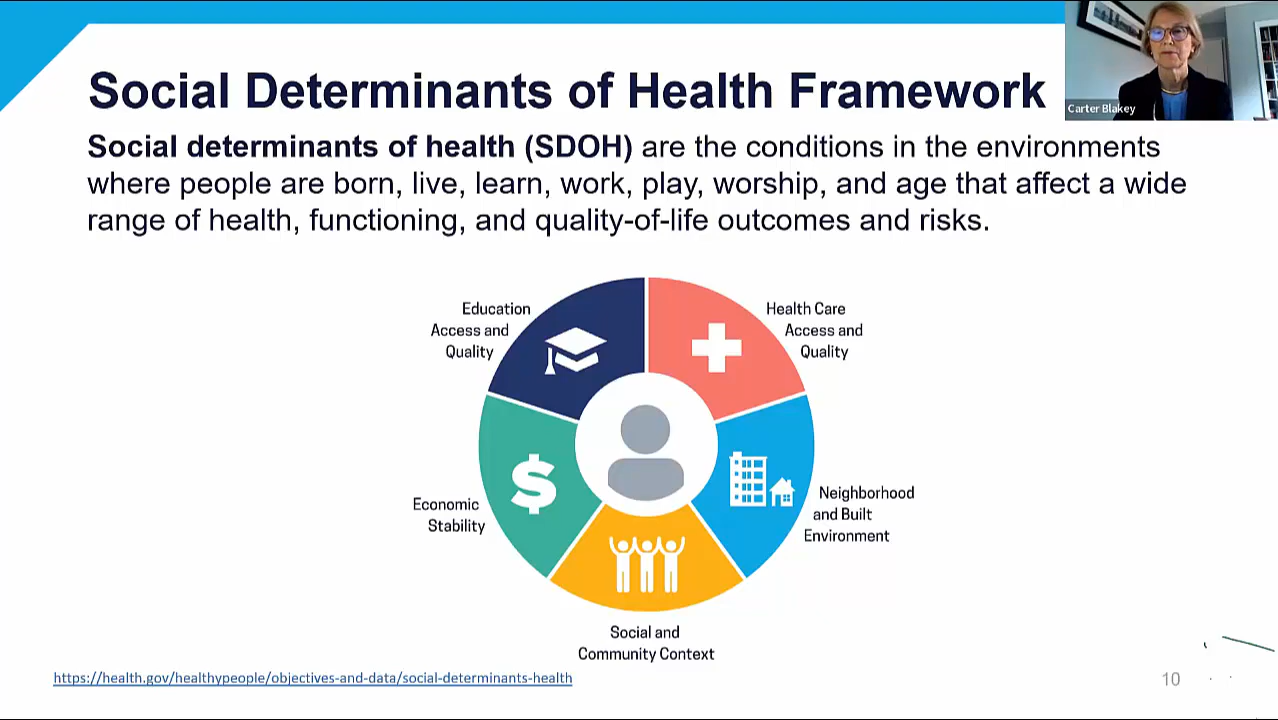 Social Determinants of Health Framework
Carter Blakey
Social determinants of health (SDOH) are the conditions in the environments
where people are born, live, learn, work, play, worship, and age that affect a wide
range of health, functioning, and quality-of-life outcomes and risks.
Education
Access and
Quality
Health Care
Access and
Quality
Economic
Stability
$
Neighborhood
and Built
Environment
Social and
Community Context
https://health.gov/healthypeople/objectives-and-data/social-determinants-health
10